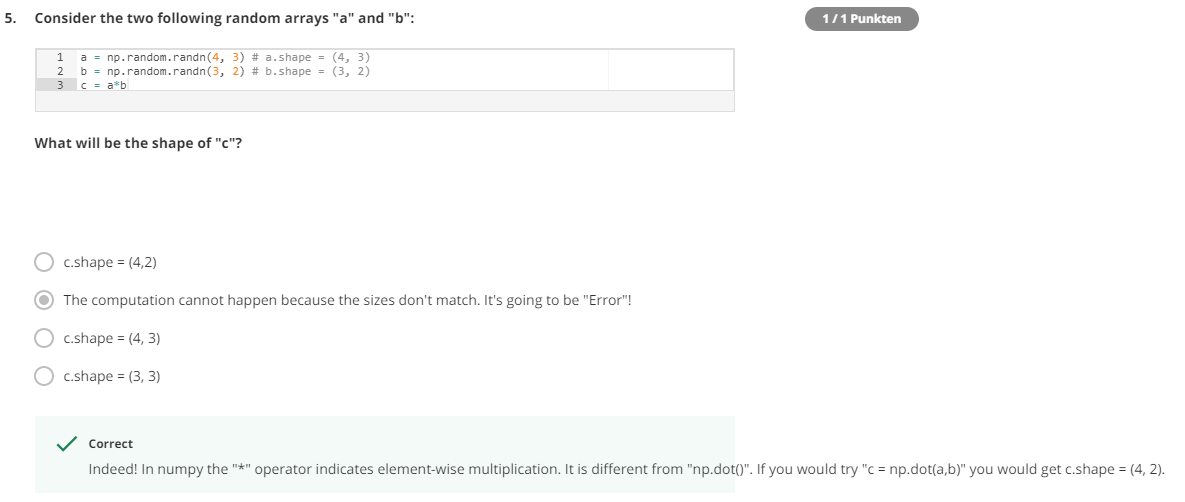 5. Consider the two following random arrays "a" and "b":
1 / 1 Punkten
1 a = np.random.randn(4, 3) # a.shape = (4, 3)
2 b = np.random.randn(3, 2) # b.shape = (3, 2)
3 c = a*b
What will be the shape of "c"?
c.shape = (4,2)
The computation cannot happen because the sizes don't match. It's going to be "Error"!
c.shape = (4, 3)
c.shape = (3, 3)
Correct
Indeed! In numpy the "*" operator indicates element-wise multiplication. It is different from "np.dot()". If you would try "c = np.dot(a,b)" you would get c.shape = (4, 2).